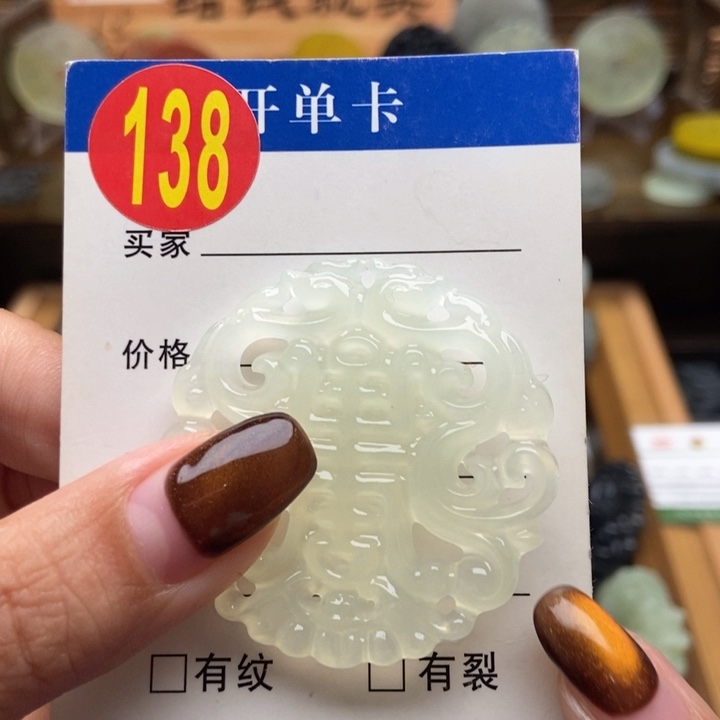 138
开单卡
买家
价格
□有纹 □有裂